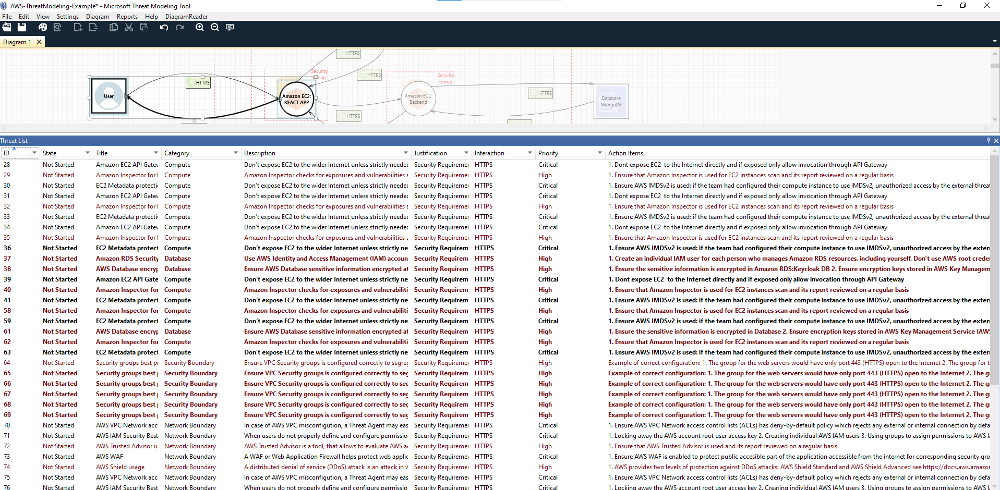 AWS-ThreatModeling-Example* - Microsoft Threat Modeling Tool
File Edit View Settings Diagram Reports Help DiagramReader
Diagram 1
HTTPS
HTTPS
HTTPS
User
Security Group
Amazon EC2: REACT APP
HTTPS
Security Group
Amazon EC2: Backend
HTTPS
Database MongoDB
Threat List
ID State Title Category Description Justification Interaction Priority Action Items
28 Not Started Amazon EC2 API Gatev Compute Don't expose EC2 to the wider Internet unless strictly needec Security Requiremer HTTPS Critical 1. Dont expose EC2 to the Internet directly and if exposed only allow invocation through API Gateway
29 Not Started Amazon Inspector for I Compute Amazon Inspector checks for exposures and vulnerabilities a Security Requiremer HTTPS High 1. Ensure that Amazon Inspector is used for EC2 instances scan and its report reviewed on a regular basis
30 Not Started EC2 Metadata protecti Compute Don't expose EC2 to the wider Internet unless strictly needec Security Requiremer HTTPS Critical 1. Ensure AWS IMDSv2 is used: if the team had configured their compute instance to use IMDSv2, unauthorized access by the external threat
31 Not Started Amazon EC2 API Gatev Compute Don't expose EC2 to the wider Internet unless strictly needec Security Requiremer HTTPS Critical 1. Dont expose EC2 to the Internet directly and if exposed only allow invocation through API Gateway
32 Not Started Amazon Inspector for I Compute Amazon Inspector checks for exposures and vulnerabilities a Security Requiremer HTTPS High 1. Ensure that Amazon Inspector is used for EC2 instances scan and its report reviewed on a regular basis
33 Not Started EC2 Metadata protecti Compute Don't expose EC2 to the wider Internet unless strictly needec Security Requiremer HTTPS Critical 1. Ensure AWS IMDSv2 is used: if the team had configured their compute instance to use IMDSv2, unauthorized access by the external threat
34 Not Started Amazon EC2 API Gatev Compute Don't expose EC2 to the wider Internet unless strictly needec Security Requiremer HTTPS Critical 1. Dont expose EC2 to the Internet directly and if exposed only allow invocation through API Gateway
35 Not Started Amazon Inspector for I Compute Amazon Inspector checks for exposures and vulnerabilities a Security Requiremer HTTPS High 1. Ensure that Amazon Inspector is used for EC2 instances scan and its report reviewed on a regular basis
36 Not Started EC2 Metadata protect Compute Don't expose EC2 to the wider Internet unless strictly ne Security Requirem HTTPS Critical 1. Ensure AWS IMDSv2 is used: if the team had configured their compute instance to use IMDSv2, unauthorized access by the exter
37 Not Started Amazon RDS Security Database Use AWS Identity and Access Management (IAM) accoun Security Requirem HTTPS High 1. Create an individual IAM user for each person who manages Amazon RDS resources, including yourself. Don't use AWS root creder
38 Not Started AWS Database encryp Database Ensure AWS Database sensitive information encrypted at Security Requirem HTTPS High 1. Ensure the sensitive information is encrypted in Amazon RDS:Keycloak DB 2. Ensure encryption keys stored in AWS Key Managem
39 Not Started Amazon EC2 API Gate Compute Don't expose EC2 to the wider Internet unless strictly ne Security Requirem HTTPS Critical 1. Dont expose EC2 to the Internet directly and if exposed only allow invocation through API Gateway
40 Not Started Amazon Inspector for Compute Amazon Inspector checks for exposures and vulnerabiliti Security Requirem HTTPS High 1. Ensure that Amazon Inspector is used for EC2 instances scan and its report reviewed on a regular basis
41 Not Started EC2 Metadata protect Compute Don't expose EC2 to the wider Internet unless strictly ne Security Requirem HTTPS Critical 1. Ensure AWS IMDSv2 is used: if the team had configured their compute instance to use IMDSv2, unauthorized access by the exter
58 Not Started Amazon Inspector for Compute Amazon Inspector checks for exposures and vulnerabiliti Security Requirem HTTPS High 1. Ensure that Amazon Inspector is used for EC2 instances scan and its report reviewed on a regular basis
59 Not Started EC2 Metadata protect Compute Don't expose EC2 to the wider Internet unless strictly ne Security Requirem HTTPS Critical 1. Ensure AWS IMDSv2 is used: if the team had configured their compute instance to use IMDSv2, unauthorized access by the exter
61 Not Started AWS Database encryp Database Ensure AWS Database sensitive information encrypted at Security Requirem HTTPS High 1. Ensure the sensitive information is encrypted in Database 2. Ensure encryption keys stored in AWS Key Management Service (AWS
62 Not Started Amazon Inspector for Compute Amazon Inspector checks for exposures and vulnerabiliti Security Requirem HTTPS High 1. Ensure that Amazon Inspector is used for EC2 instances scan and its report reviewed on a regular basis
63 Not Started EC2 Metadata protect Compute Don't expose EC2 to the wider Internet unless strictly ne Security Requirem HTTPS Critical 1. Ensure AWS IMDSv2 is used: if the team had configured their compute instance to use IMDSv2, unauthorized access by the exter
64 Not Started Security groups best pr Security Boundary Ensure VPC Security groups is configured correctly to segreg Security Requiremer HTTPS High Example of correct configuration: 1. The group for the web servers would have only port 443 (HTTPS) open to the Internet 2. The group for t
65 Not Started Security groups best p Security Boundary Ensure VPC Security groups is configured correctly to seg Security Requirem HTTPS High Example of correct configuration: 1. The group for the web servers would have only port 443 (HTTPS) open to the Internet 2. The gr
66 Not Started Security groups best p Security Boundary Ensure VPC Security groups is configured correctly to seg Security Requirem HTTPS High Example of correct configuration: 1. The group for the web servers would have only port 443 (HTTPS) open to the Internet 2. The gr
67 Not Started Security groups best p Security Boundary Ensure VPC Security groups is configured correctly to seg Security Requirem HTTPS High Example of correct configuration: 1. The group for the web servers would have only port 443 (HTTPS) open to the Internet 2. The gr
68 Not Started Security groups best p Security Boundary Ensure VPC Security groups is configured correctly to seg Security Requirem HTTPS High Example of correct configuration: 1. The group for the web servers would have only port 443 (HTTPS) open to the Internet 2. The gr
69 Not Started Security groups best p Security Boundary Ensure VPC Security groups is configured correctly to seg Security Requirem HTTPS High Example of correct configuration: 1. The group for the web servers would have only port 443 (HTTPS) open to the Internet 2. The gr
70 Not Started AWS VPC Network acc Network Boundary In case of AWS VPC misconfigution, a Threat Agent may eas Security Requiremer HTTPS Critical 1. Ensure AWS VPC Network access control lists (ACLs) has deny-by-default policy which rejects any external or internal connection by defa
71 Not Started AWS IAM Security Best Network Boundary When users do not properly define and configure permissio Security Requiremer HTTPS Critical 1. Locking away the AWS account root user access key 2. Creating individual AWS IAM users 3. Using groups to assign permissions to AWS I/
72 Not Started AWS Trusted Advisor u Network Boundary AWS Trusted Advisor is a tool, that allows to evaluate AWS a Security Requiremer HTTPS High 1. Ensure that AWS Trusted Advisor is used and its report reviewed on a regular basis
73 Not Started AWS WAF Network Boundary A WAF or Web Application Firewall helps protect web applic Security Requiremer HTTPS Critical 1. Ensure AWS WAF is enabled to protect public accesible part of the application accessible from the internet for corresponding security gro
74 Not Started AWS Shield usage Network Boundary A distributed denial of service (DDoS) attack is an attack in v Security Requiremer HTTPS High 1. AWS provides two levels of protection against DDoS attacks: AWS Shield Standard and AWS Shield Advanced see https://docs.aws.amazor
75 Not Started AWS VPC Network acc Network Boundary In case of AWS VPC misconfigution, a Threat Agent may eas Security Requiremer HTTPS Critical 1. Ensure AWS VPC Network access control lists (ACLs) has deny-by-default policy which rejects any external or internal connection by defa
76 Not Started AWS IAM Security Best Network Boundary When users do not properly define and configure permissio Security Requiremer HTTPS Critical 1. Locking away the AWS account root user access key 2. Creating individual AWS IAM users 3. Using groups to assign permissions to AWS I/